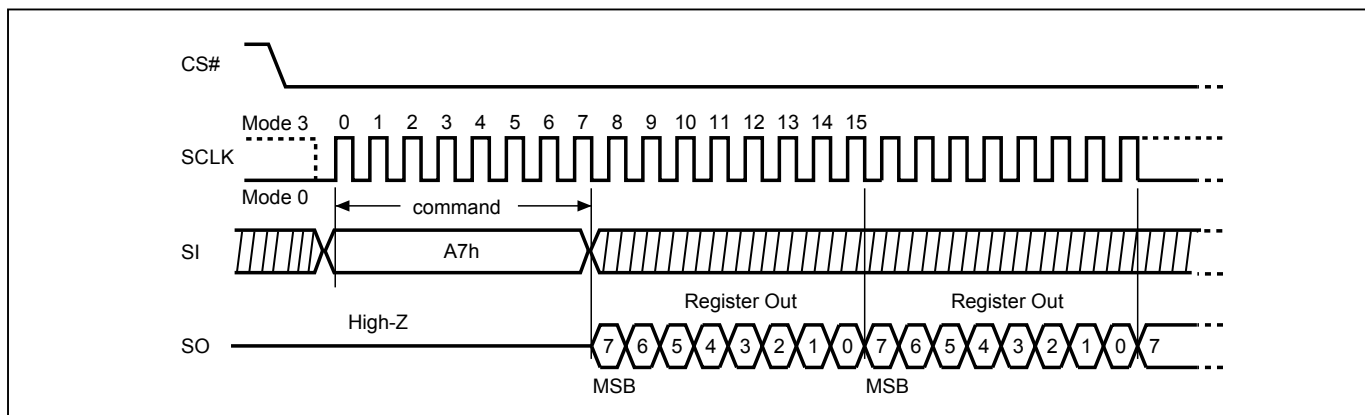 CS#
Mode 3
0 1 2 3 4 5 6 7 8 9 10 11 12 13 14 15
SCLK
Mode 0
command
SI
A7h
Register Out Register Out
High-Z
SO
7 6 5 4 3 2 1 0 7 6 5 4 3 2 1 0 7
MSB MSB